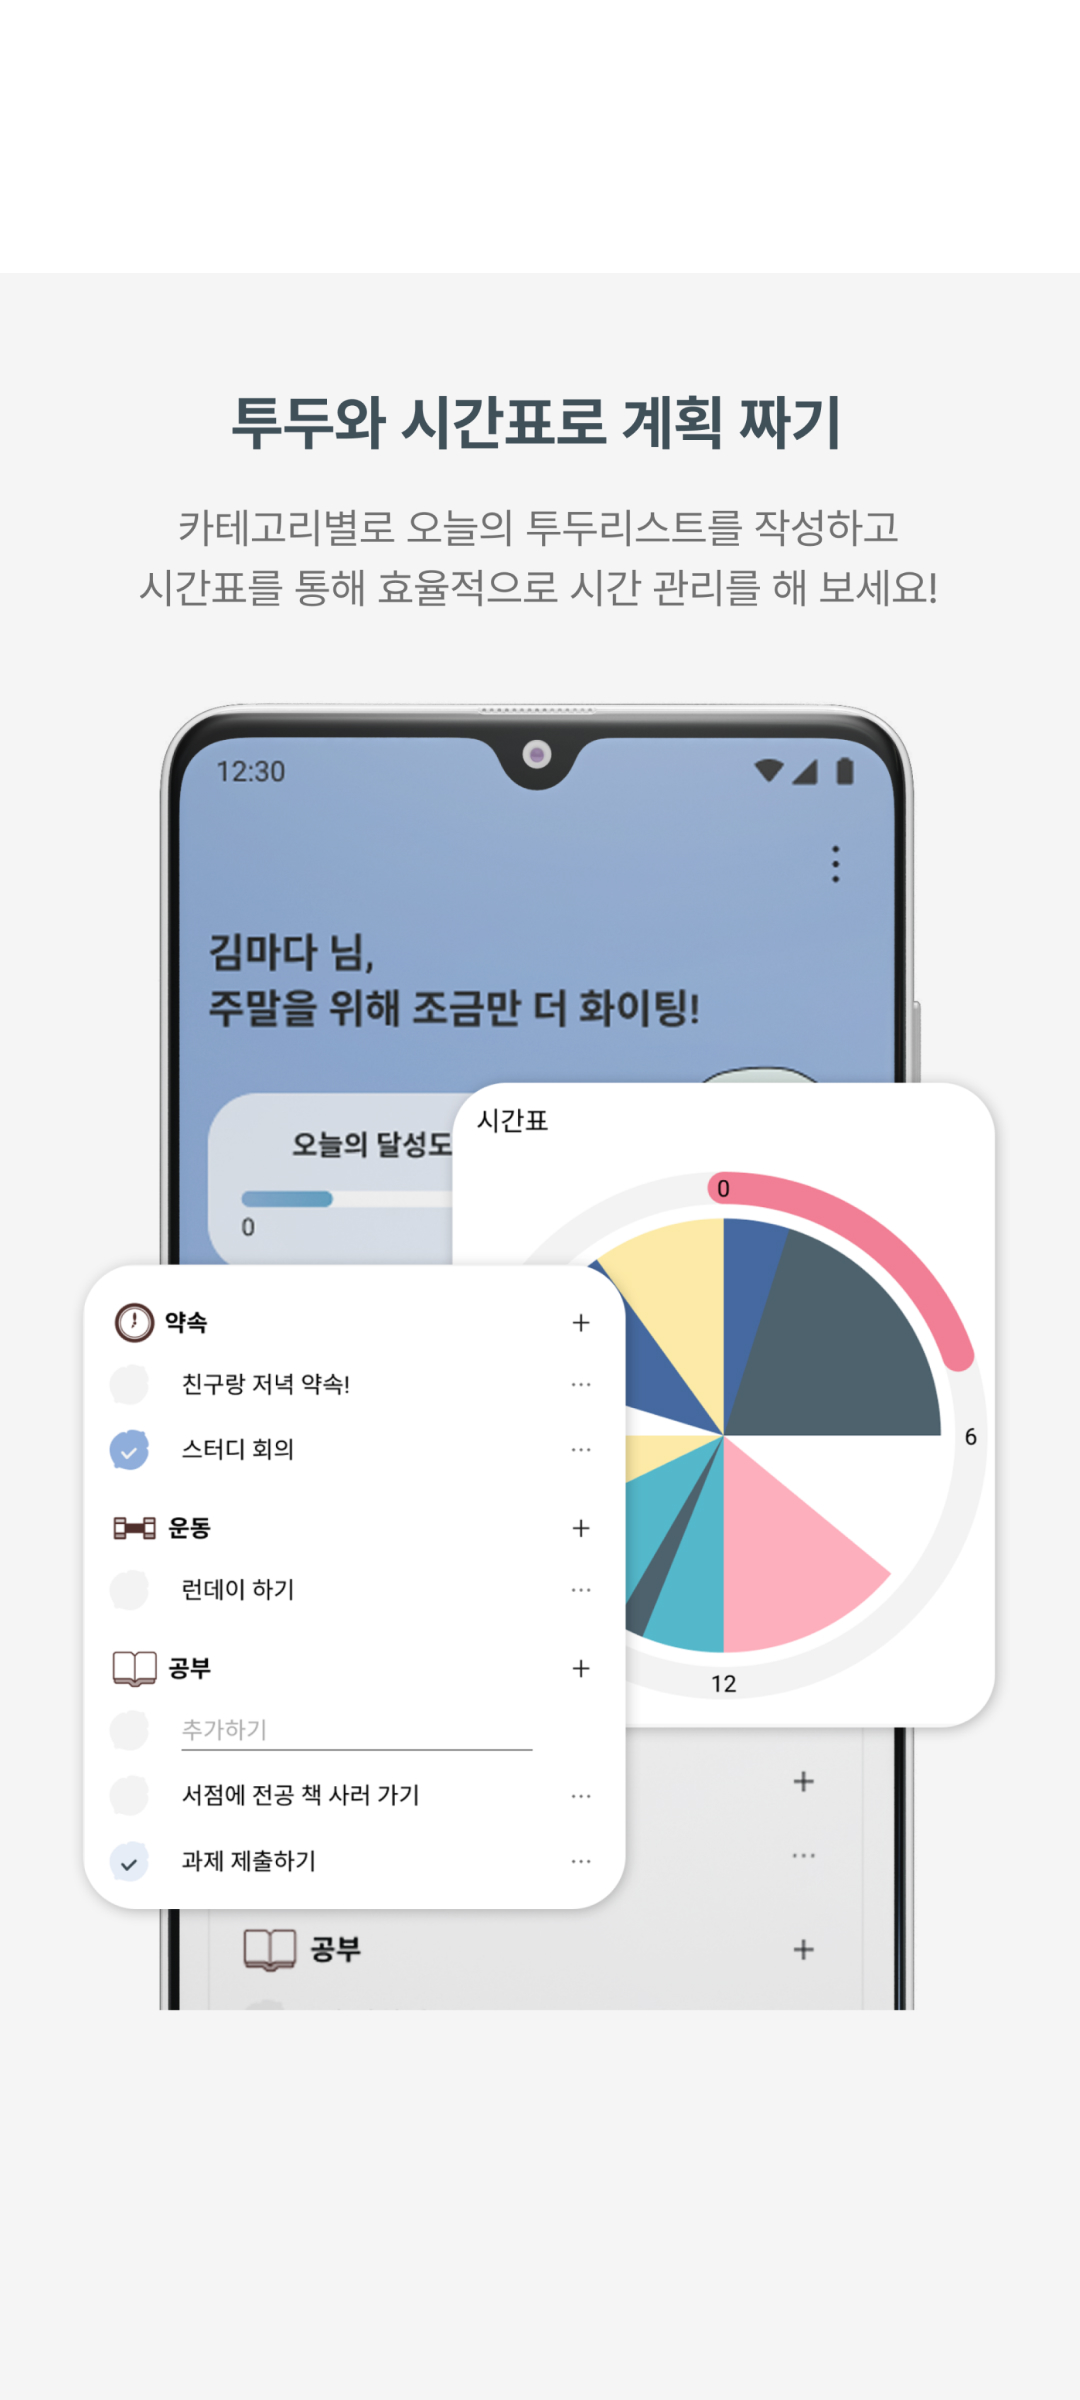 투두와 시간표로 계획 짜기
카테고리별로 오늘의 투두리스트를 작성하고
시간표를 통해 효율적으로 시간 관리를 해 보세요!
12:30
김마다 님,
주말을 위해 조금만 더 화이팅!
오늘의 달성도
0
시간표
0
6
12
약속
친구랑 저녁 약속!
스터디 회의
운동
런데이 하기
공부
추가하기
서점에 전공 책 사러 가기
과제 제출하기
공부